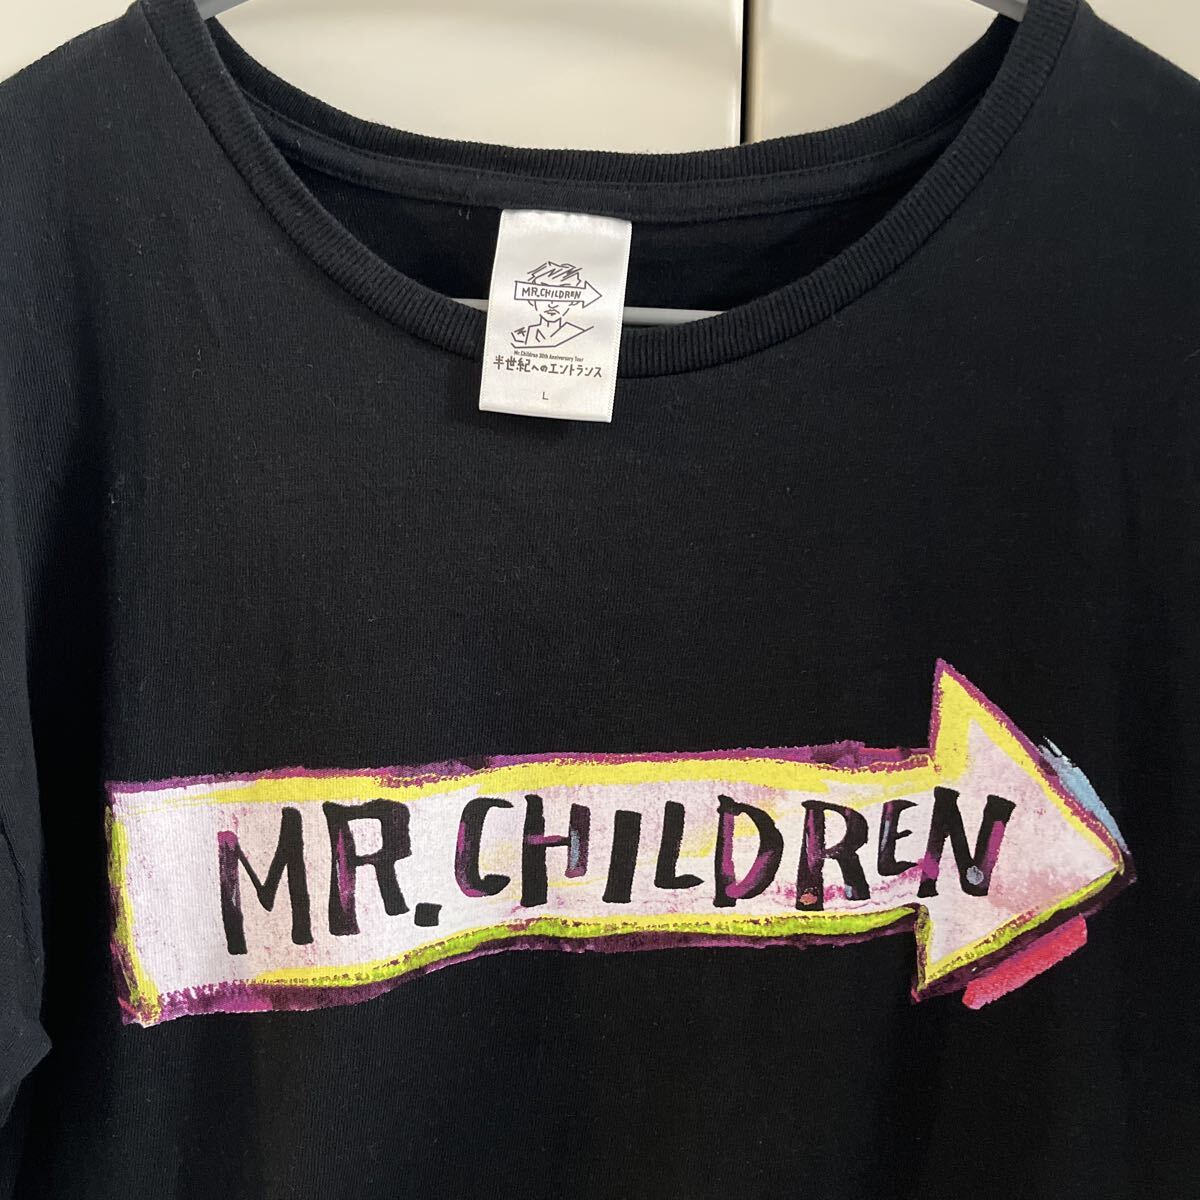 MR.CHILDREN
Mr.Children 30th Anniversary Tour
半世紀へのエントランス
L
MR. CHILDREN